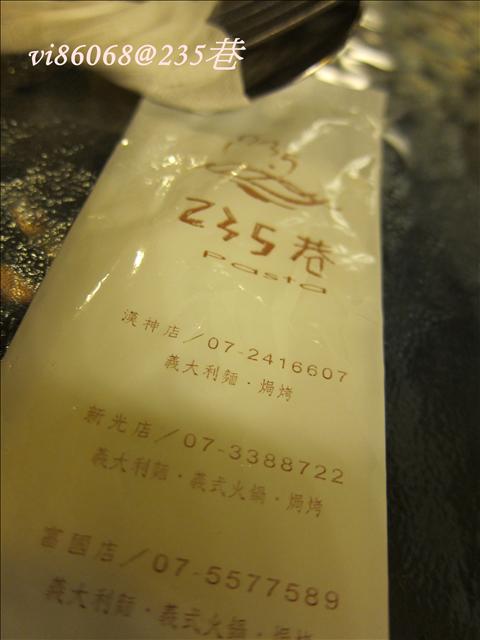 vi86068@235巷
235巷
Pasta
漢神店／07-2416607
義大利麵・焗烤
新光店／07-3388722
義大利麵・義式火鍋・焗烤
富國店／07-5577589
義大利麵・義式火鍋・焗烤